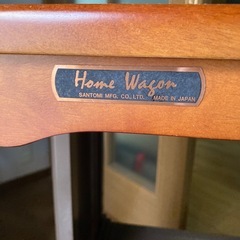 Home Wagon
SANTOMI MFG. CO., LTD. MADE IN JAPAN